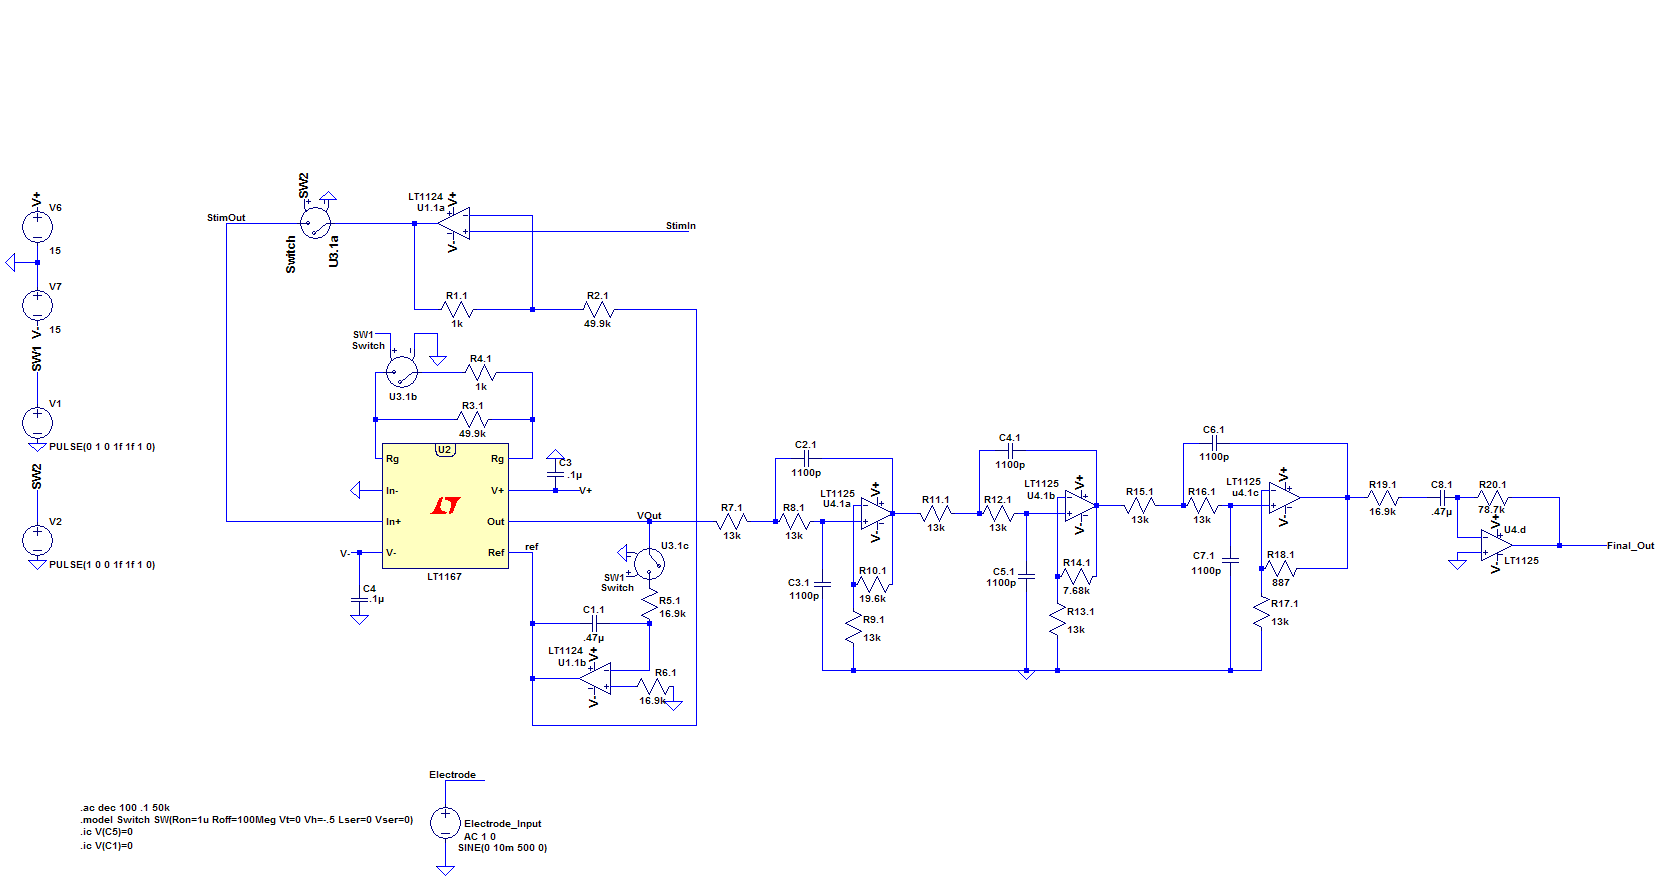 SW2
StimOut
Switch
U3.1a
LT1124
U1.1a
V+
V-
StimIn
V+
V6
15
V7
15
V-
SW1
V1
PULSE(0 1 0 1f 1f 1 0)
SW2
V2
PULSE(1 0 0 1f 1f 1 0)
R1.1
1k
R2.1
49.9k
SW1
Switch
U3.1b
R4.1
1k
R3.1
49.9k
U2
Rg
Rg
In-
V+
In+
Out
V-
Ref
LT1167
C3
.1µ
V+
V-
C4
.1µ
ref
VOut
U3.1c
SW1
Switch
R5.1
16.9k
C1.1
.47µ
LT1124
U1.1b
V+
V-
R6.1
16.9k
R7.1
13k
R8.1
13k
C2.1
1100p
C3.1
1100p
LT1125
U4.1a
V+
V-
R10.1
19.6k
R9.1
13k
R11.1
13k
R12.1
13k
C4.1
1100p
C5.1
1100p
LT1125
U4.1b
V+
V-
R14.1
7.68k
R13.1
13k
R15.1
13k
R16.1
13k
C6.1
1100p
C7.1
1100p
LT1125
u4.1c
V+
V-
R18.1
887
R17.1
13k
R19.1
16.9k
C8.1
.47µ
R20.1
78.7k
V+
U4.d
V-
LT1125
Final_Out
Electrode
Electrode_Input
AC 1 0
SINE(0 10m 500 0)
.ac dec 100 .1 50k
.model Switch SW(Ron=1u Roff=100Meg Vt=0 Vh=-.5 Lser=0 Vser=0)
.ic V(C5)=0
.ic V(C1)=0